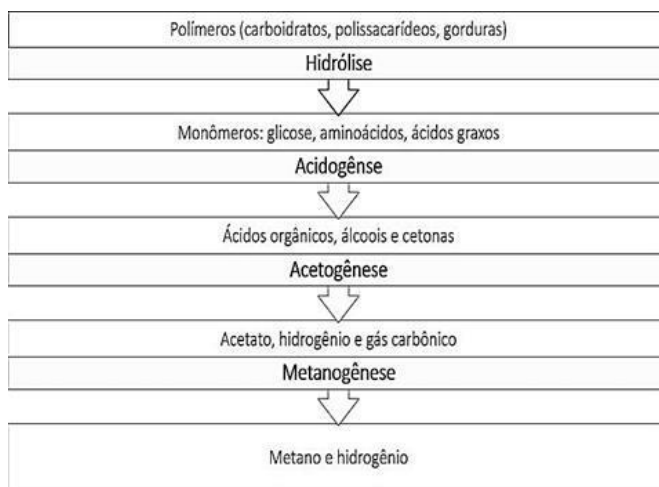 Polímeros (carboidratos, polissacarídeos, gorduras)
Hidrólise
Monômeros: glicose, aminoácidos, ácidos graxos
Acidogênse
Ácidos orgânicos, álcoois e cetonas
Acetogênese
Acetato, hidrogênio e gás carbônico
Metanogênese
Metano e hidrogênio